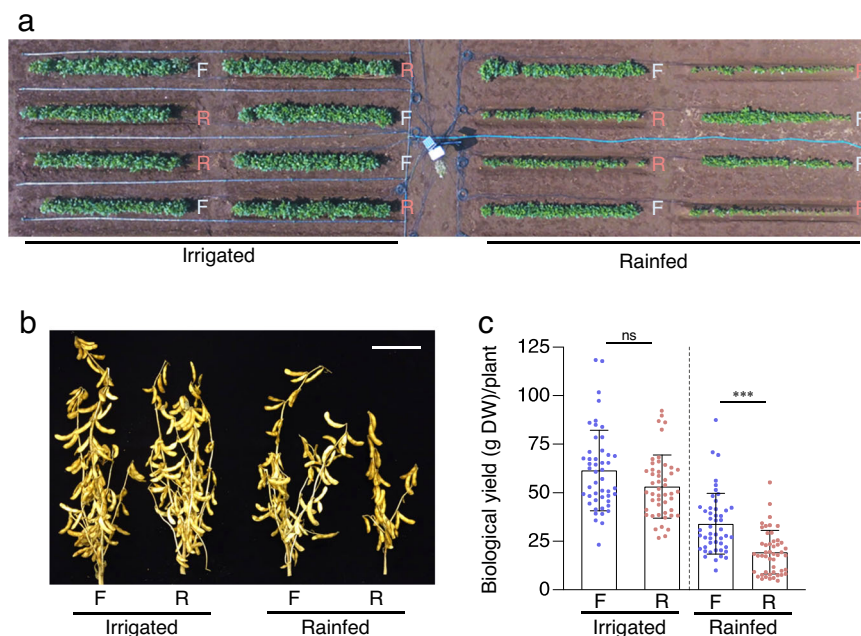 a
F R F R
R F R F
R F R F
F R F R
Irrigated Rainfed
b
F R F R
Irrigated Rainfed
c
Biological yield (g DW)/plant
125
100
75
50
25
0
ns
***
F R F R
Irrigated Rainfed